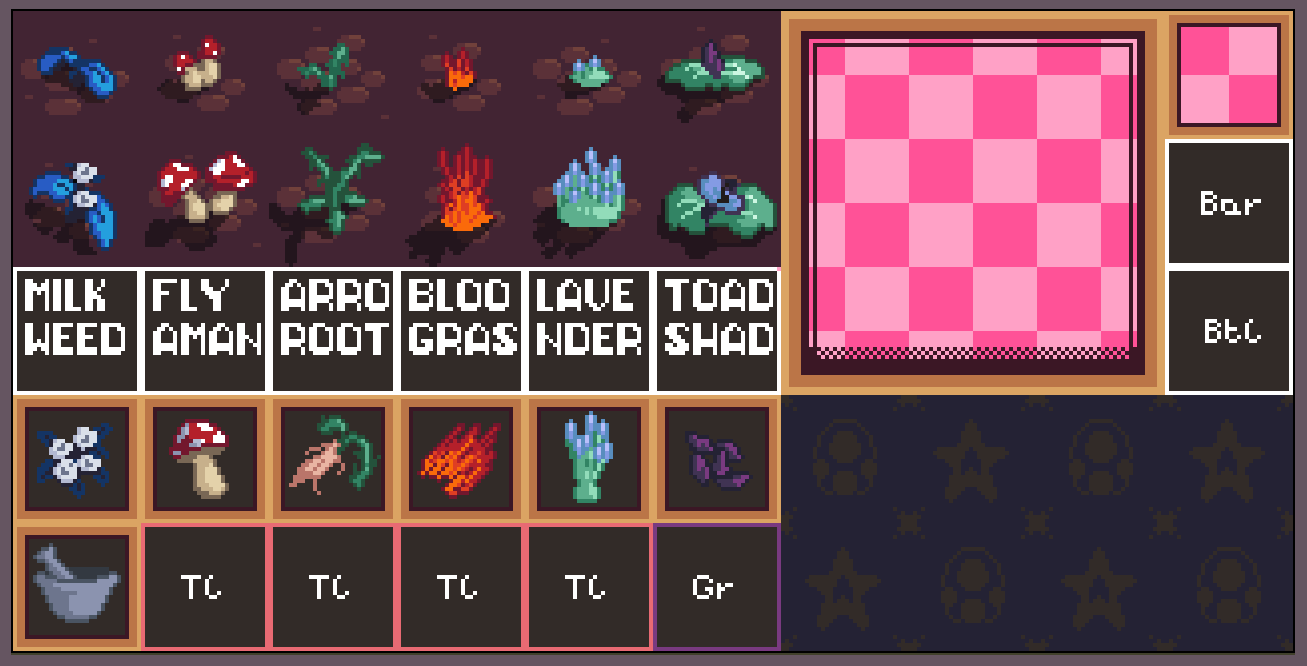 Bar
MILK
WEED
FLY
AMAN
ARRO
ROOT
BLOO
GRAS
LAVE
NDER
TOAD
SHAD
BtC
TC
TC
TC
TC
Gr